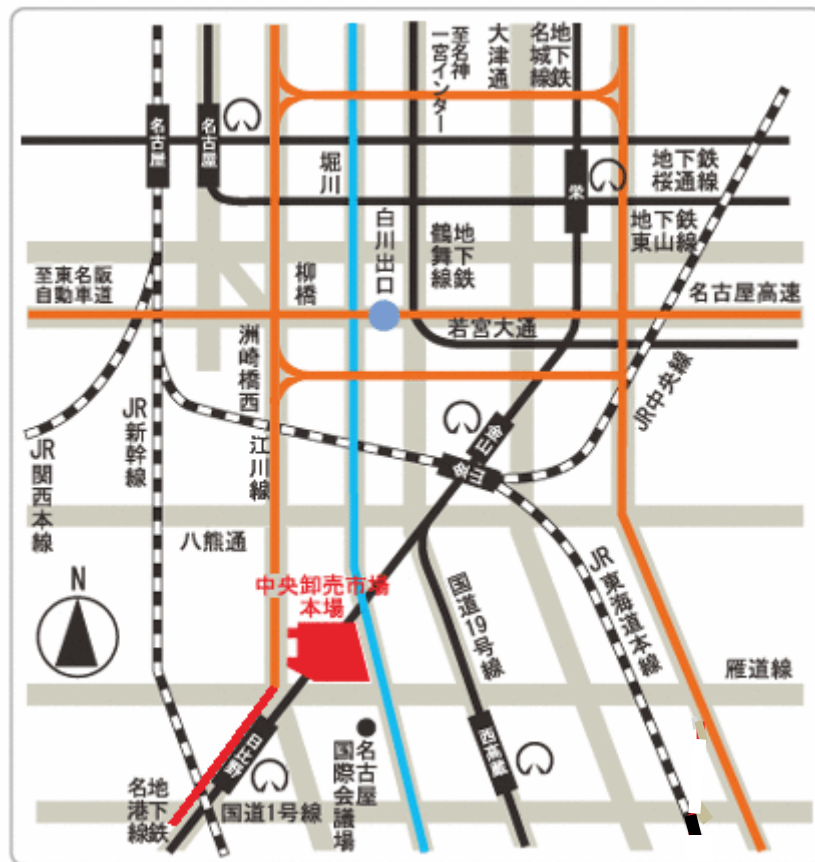 至名神
一宮インター
大津通
地下鉄
名城線
名古屋
名古屋
堀川
栄
地下鉄
桜通線
白川出口
地下鉄
鶴舞線
地下鉄
東山線
至東名阪
自動車道
柳橋
名古屋高速
若宮大通
洲崎橋西
JR中央線
JR新幹線
金山
金山
JR関西本線
江川線
八熊通
N
中央卸売市場
本場
国道19号線
JR東海道本線
雁道線
日比野
西高蔵
名古屋
国際会議場
地下鉄
名港線
国道1号線